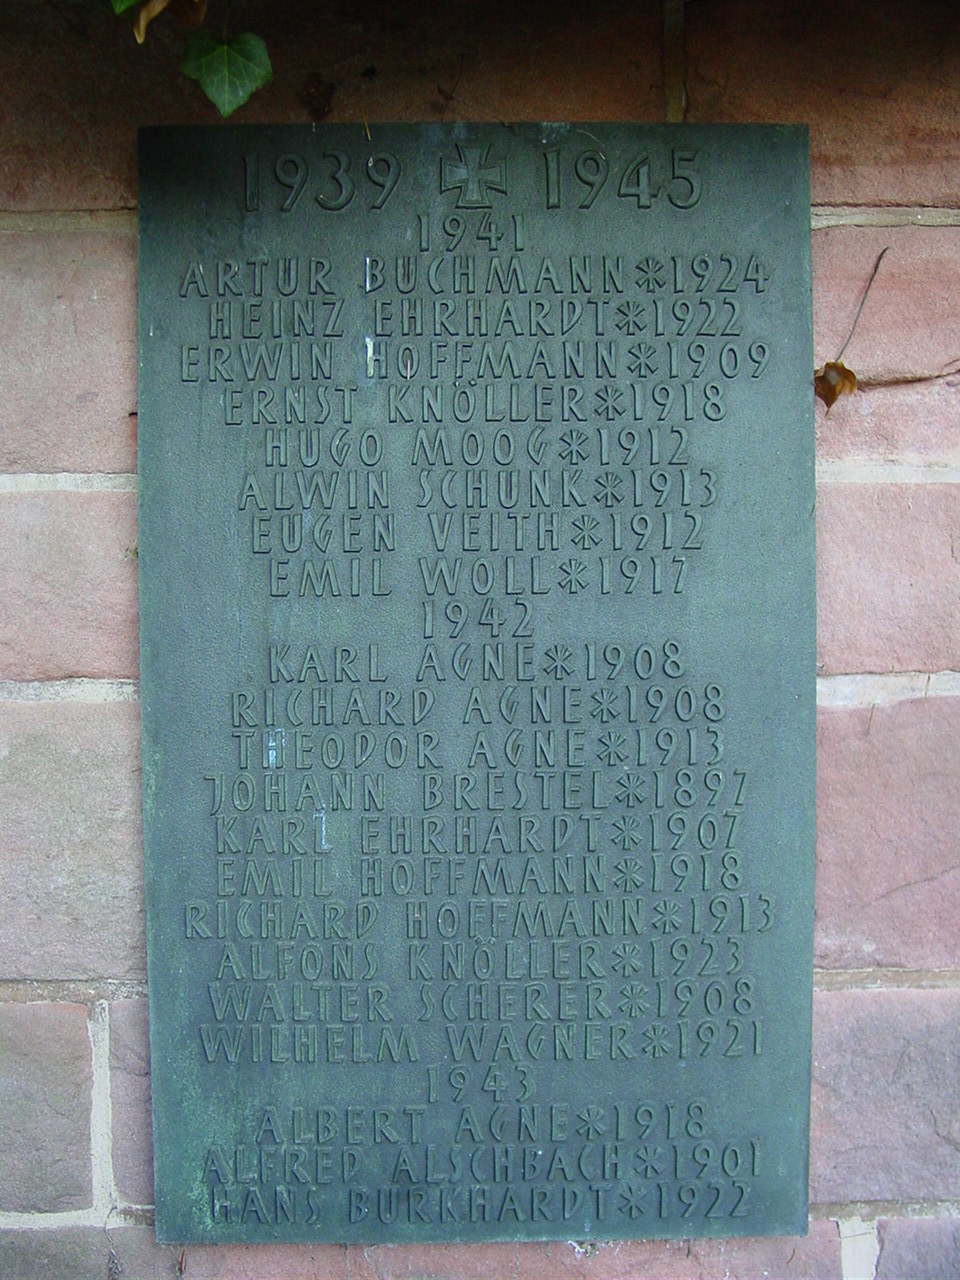 1939 ✠ 1945
1941
ARTUR BUCHMANN * 1924
HEINZ EHRHARDT * 1922
ERWIN HOFFMANN * 1909
ERNST KNÖLLER * 1918
HUGO MOOG * 1912
ALWIN SCHUNK * 1913
EUGEN VEITH * 1912
EMIL WOLL * 1917
1942
KARL AGNE * 1908
RICHARD AGNE * 1908
THEODOR AGNE * 1913
JOHANN BRESTEL * 1897
KARL EHRHARDT * 1907
EMIL HOFFMANN * 1918
RICHARD HOFFMANN * 1913
ALFONS KNÖLLER * 1923
WALTER SCHERER * 1908
WILHELM WAGNER * 1921
1943
ALBERT AGNE * 1918
ALFRED ALSCHBACH * 1901
HANS BURKHARDT * 1922